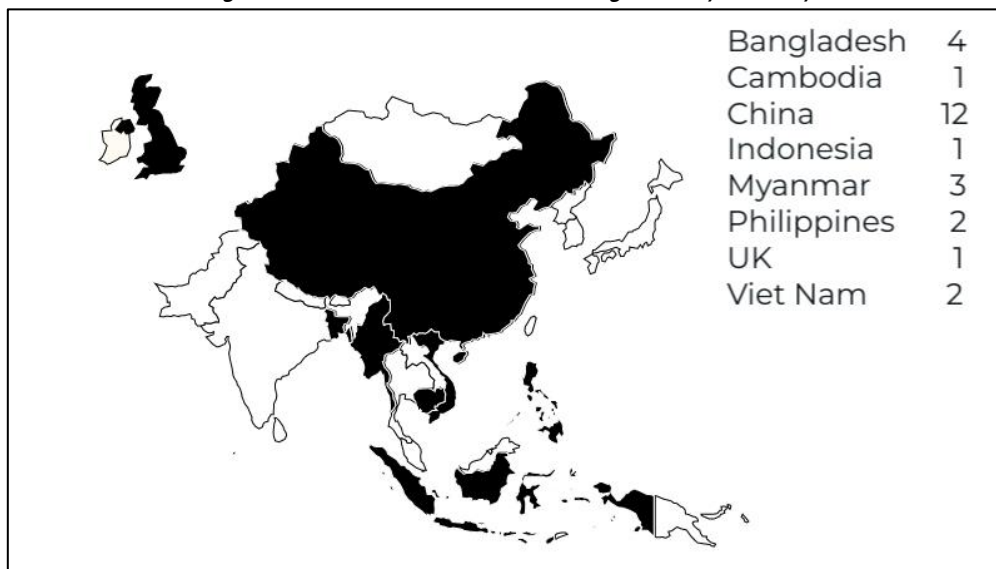 Bangladesh 4
Cambodia 1
China 12
Indonesia 1
Myanmar 3
Philippines 2
UK 1
Viet Nam 2